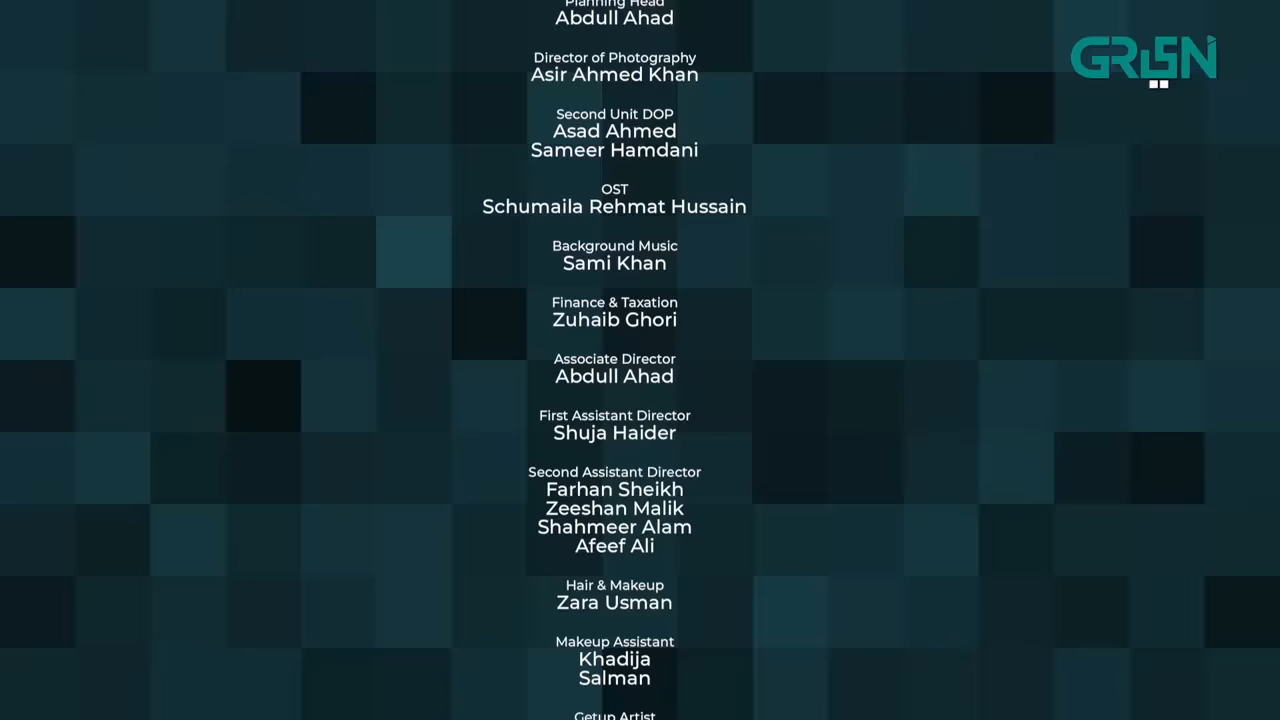 Planning Head
Abdull Ahad
GREEN
Director of Photography
Asir Ahmed Khan
Second Unit DOP
Asad Ahmed
Sameer Hamdani
OST
Schumaila Rehmat Hussain
Background Music
Sami Khan
Finance & Taxation
Zuhaib Ghori
Associate Director
Abdull Ahad
First Assistant Director
Shuja Haider
Second Assistant Director
Farhan Sheikh
Zeeshan Malik
Shahmeer Alam
Afeef Ali
Hair & Makeup
Zara Usman
Makeup Assistant
Khadija
Salman
Getup Artist